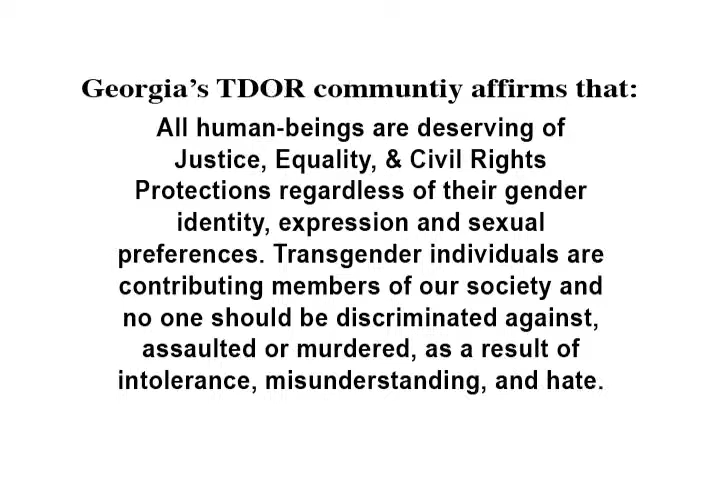 Georgia’s TDOR communtiy affirms that:
All human-beings are deserving of
Justice, Equality, & Civil Rights
Protections regardless of their gender
identity, expression and sexual
preferences. Transgender individuals are
contributing members of our society and
no one should be discriminated against,
assaulted or murdered, as a result of
intolerance, misunderstanding, and hate.